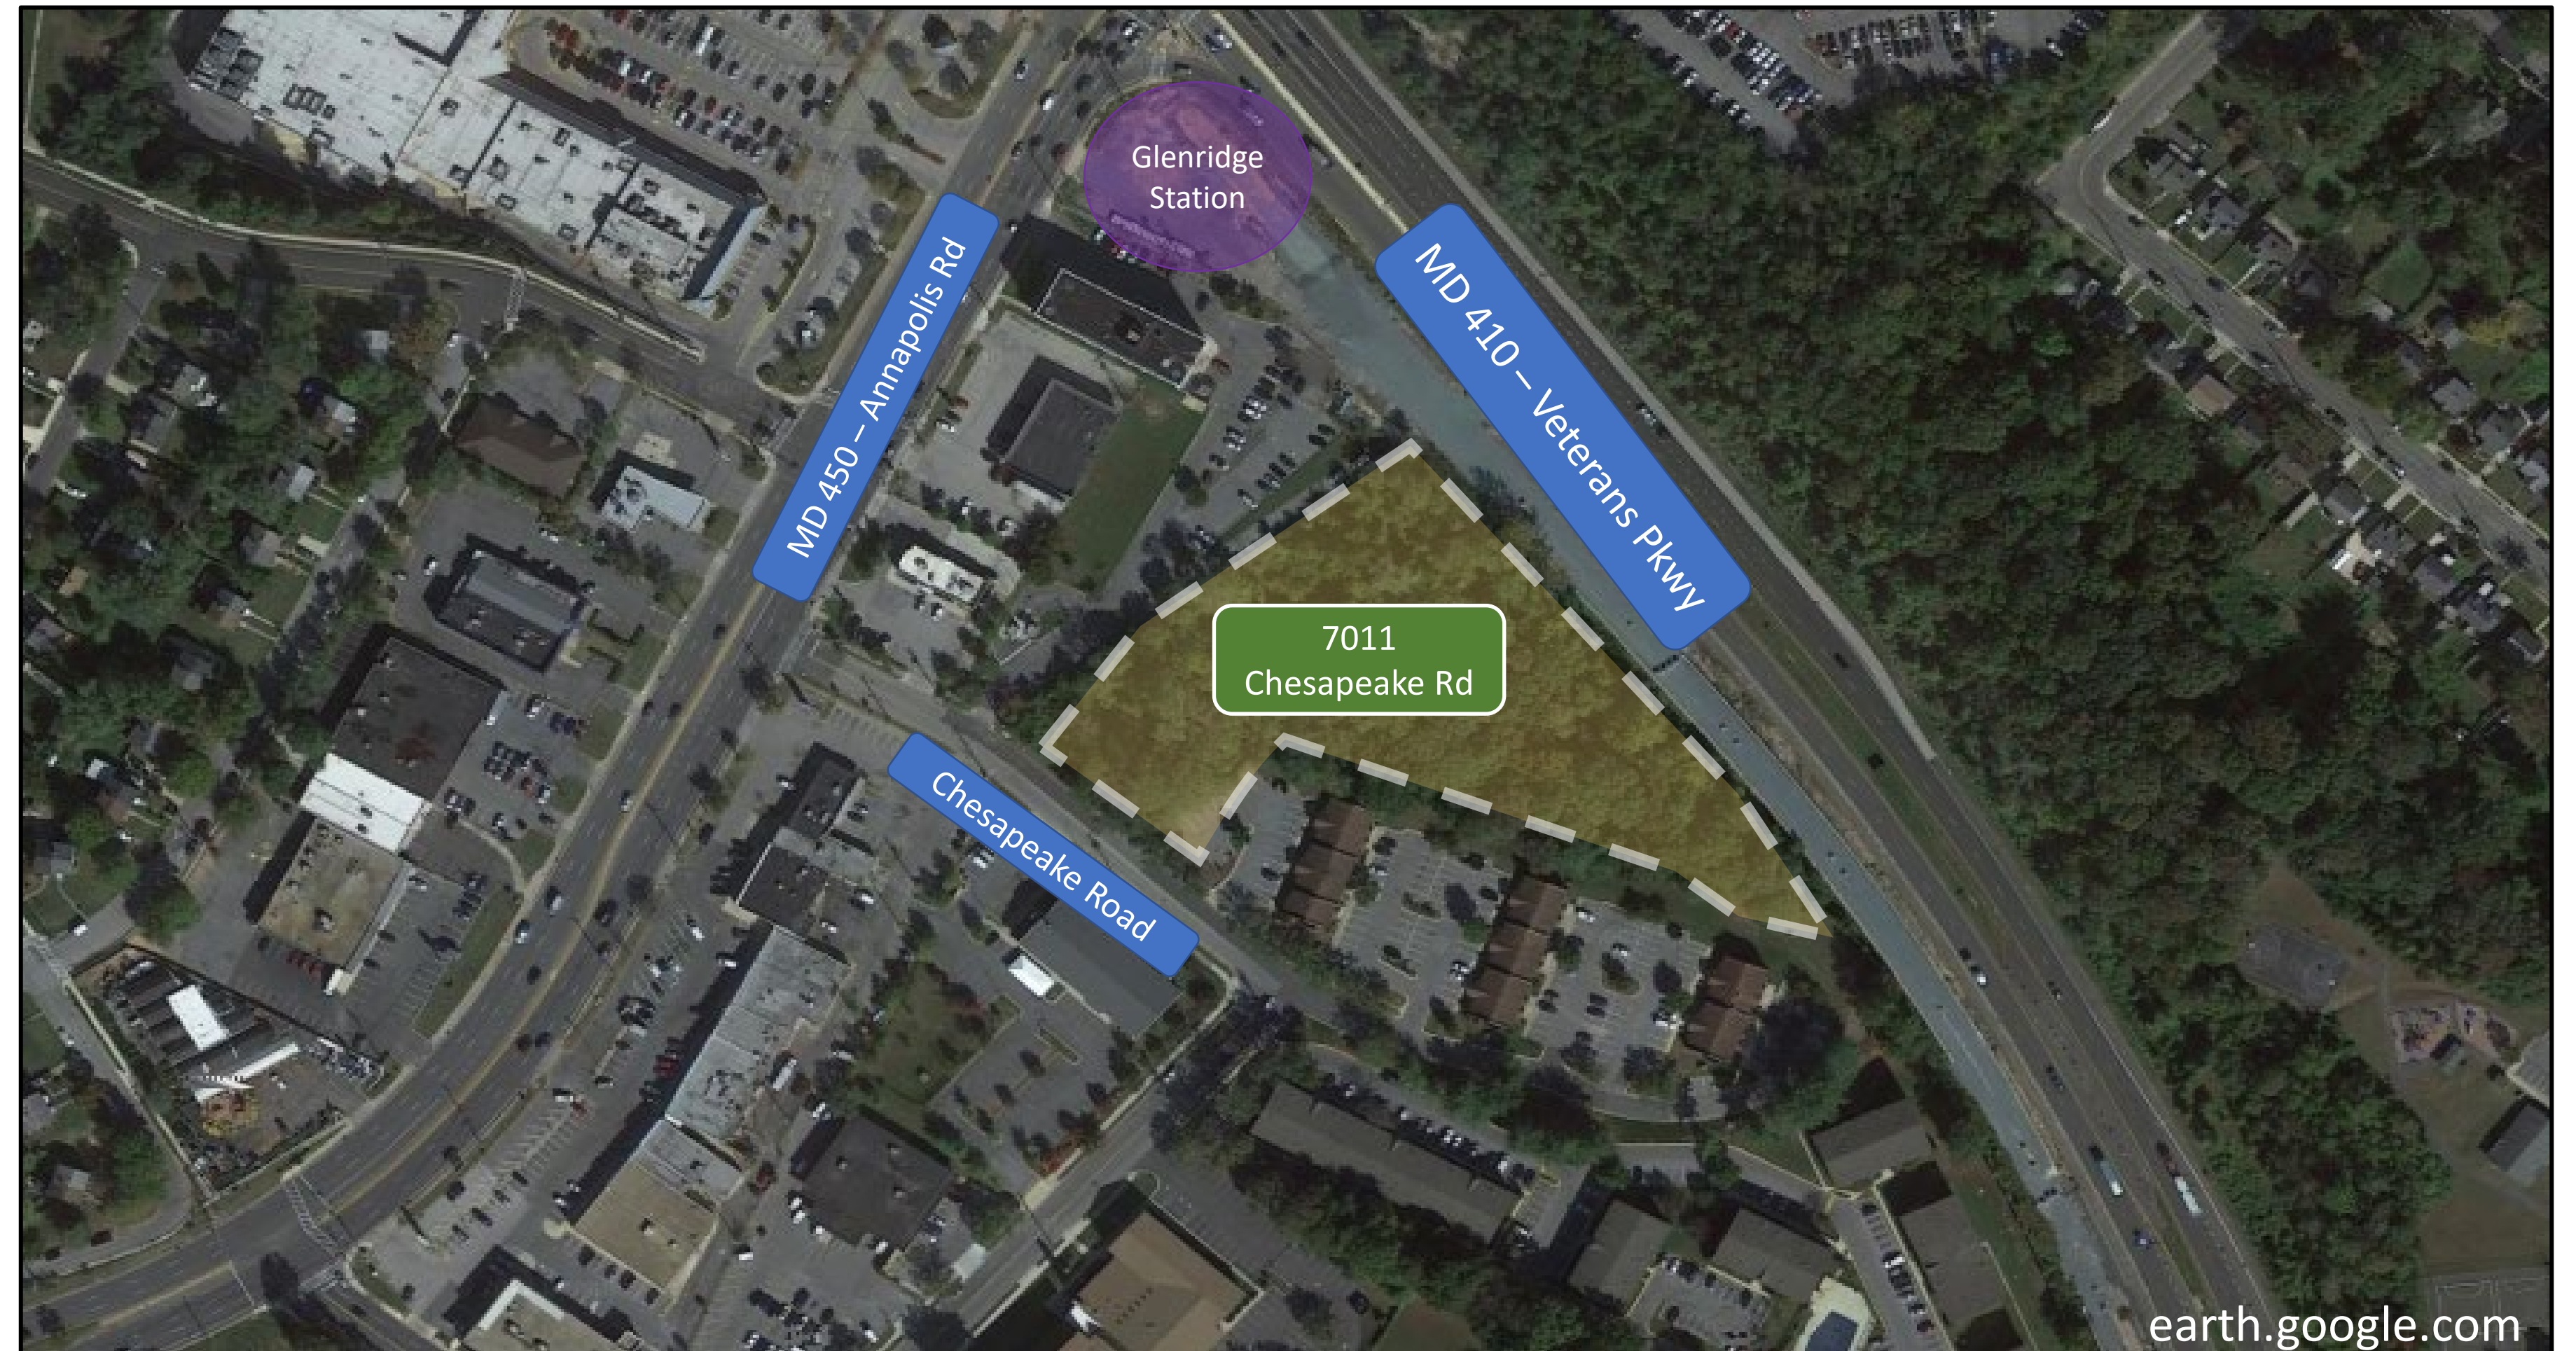 Glenridge
Station
MD 450 – Annapolis Rd
MD 410 – Veterans Pkwy
7011
Chesapeake Rd
Chesapeake Road
earth.google.com